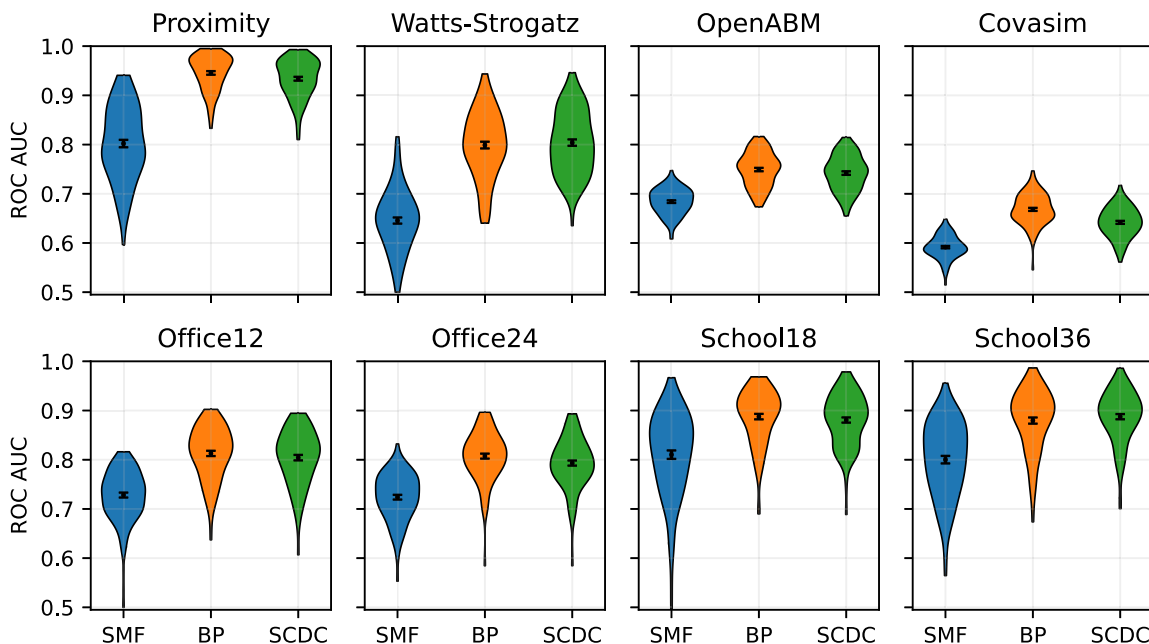 Proximity
Watts-Strogatz
OpenABM
Covasim
ROC AUC
1.0
0.9
0.8
0.7
0.6
0.5
Office12
Office24
School18
School36
ROC AUC
1.0
0.9
0.8
0.7
0.6
0.5
SMF BP SCDC
SMF BP SCDC
SMF BP SCDC
SMF BP SCDC